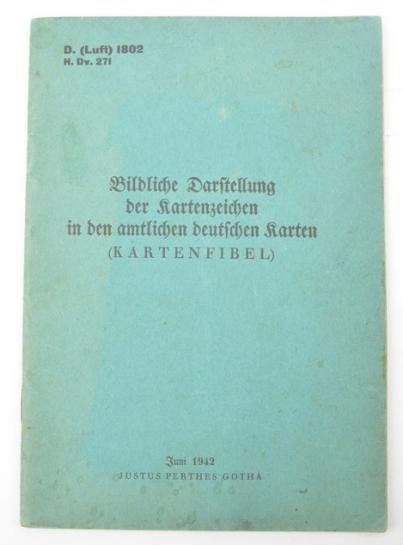 D. (Luft) 1802
H. Dv. 271
Bildliche Darstellung
der Kartenzeichen
in den amtlichen deutschen Karten
(KARTENFIBEL)
Juni 1942
JUSTUS PERTHES GOTHA